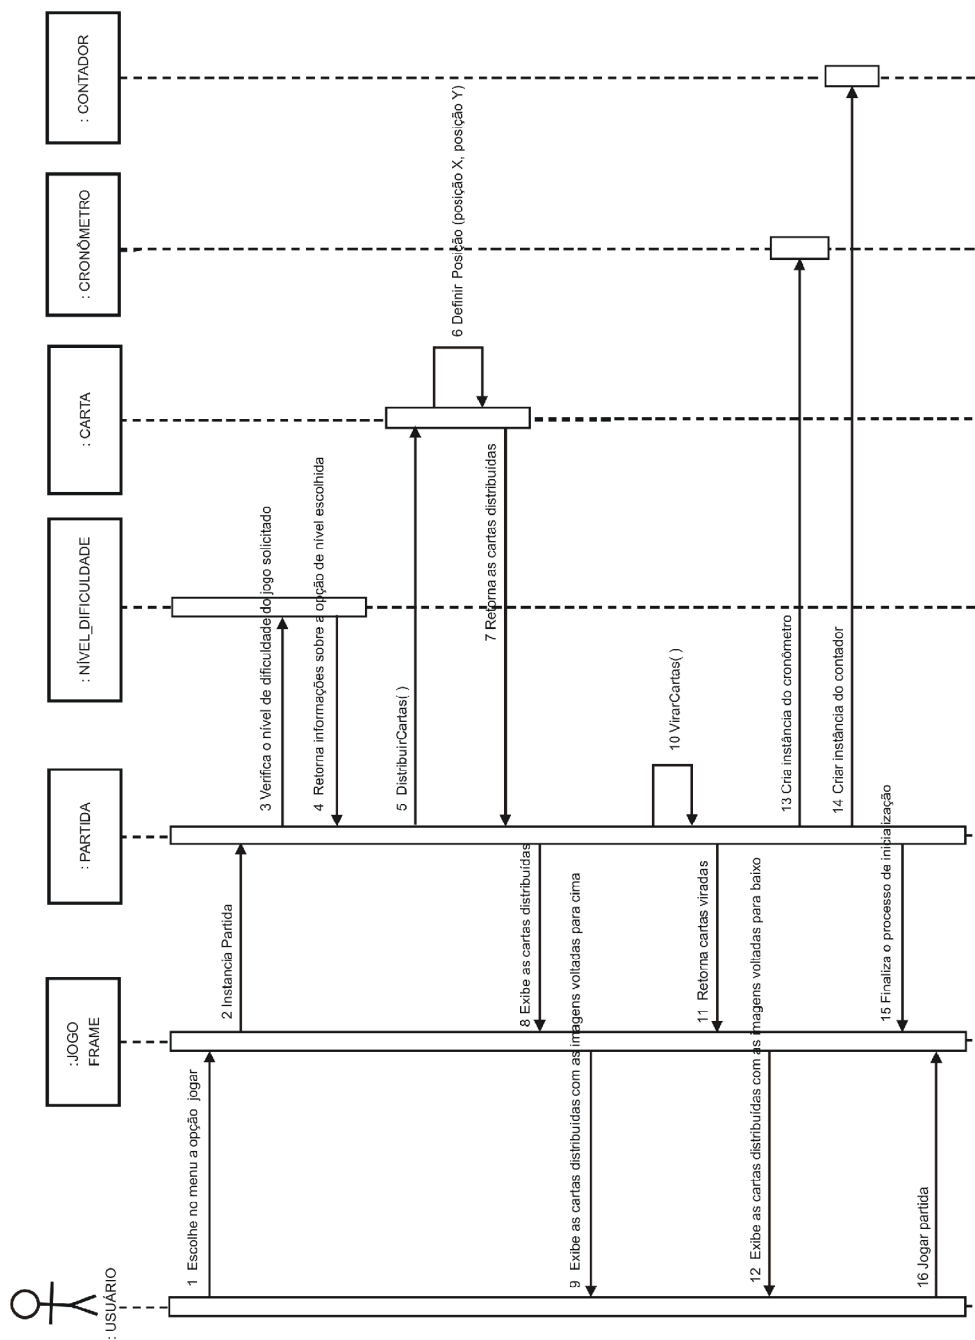 : USUÁRIO
:JOGO
FRAME
: PARTIDA
: NÍVEL_DIFICULDADE
: CARTA
: CRONÔMETRO
: CONTADOR
1 Escolhe no menu a opção jogar
2 Instancia Partida
3 Verifica o nível de dificuldade do jogo solicitado
4 Retorna informações sobre a opção de nível escolhida
5 DistribuirCartas( )
6 Definir Posição (posição X, posição Y)
7 Retorna as cartas distribuídas
8 Exibe as cartas distribuídas
9 Exibe as cartas distribuídas com as imagens voltadas para cima
10 VirarCartas( )
11 Retorna cartas viradas
12 Exibe as cartas distribuídas com as imagens voltadas para baixo
13 Cria instância do cronômetro
14 Criar instância do contador
15 Finaliza o processo de inicialização
16 Jogar partida